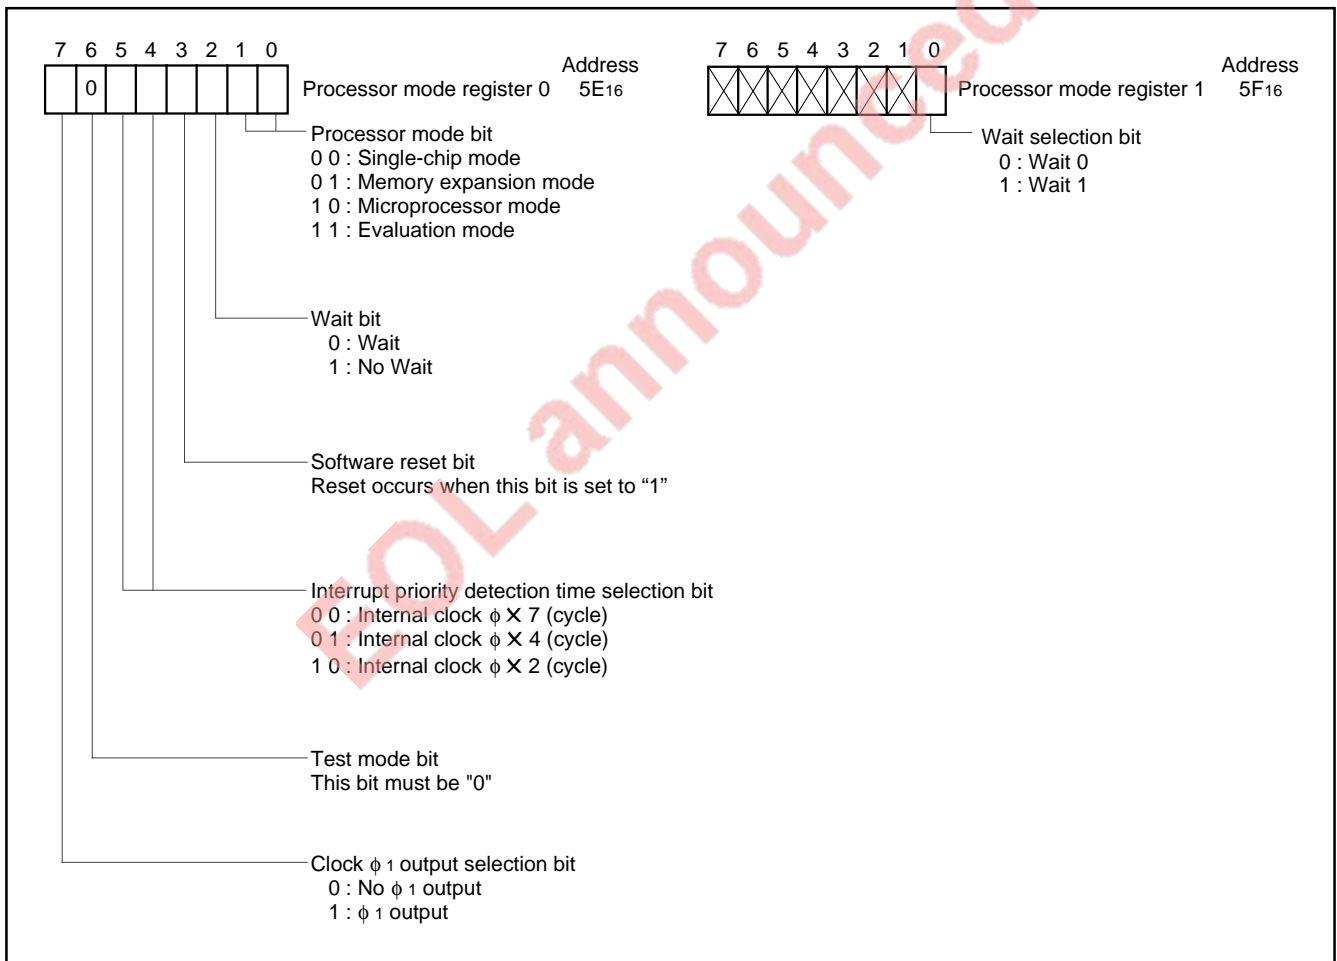 7 6 5 4 3 2 1 0
0
Processor mode register 0
Address
5E16
Processor mode bit
0 0 : Single-chip mode
0 1 : Memory expansion mode
1 0 : Microprocessor mode
1 1 : Evaluation mode
Wait bit
0 : Wait
1 : No Wait
Software reset bit
Reset occurs when this bit is set to “1”
Interrupt priority detection time selection bit
0 0 : Internal clock ϕ X 7 (cycle)
0 1 : Internal clock ϕ X 4 (cycle)
1 0 : Internal clock ϕ X 2 (cycle)
Test mode bit
This bit must be "0"
Clock ϕ 1 output selection bit
0 : No ϕ 1 output
1 : ϕ 1 output
7 6 5 4 3 2 1 0
Processor mode register 1
Address
5F16
Wait selection bit
0 : Wait 0
1 : Wait 1
EOL announced